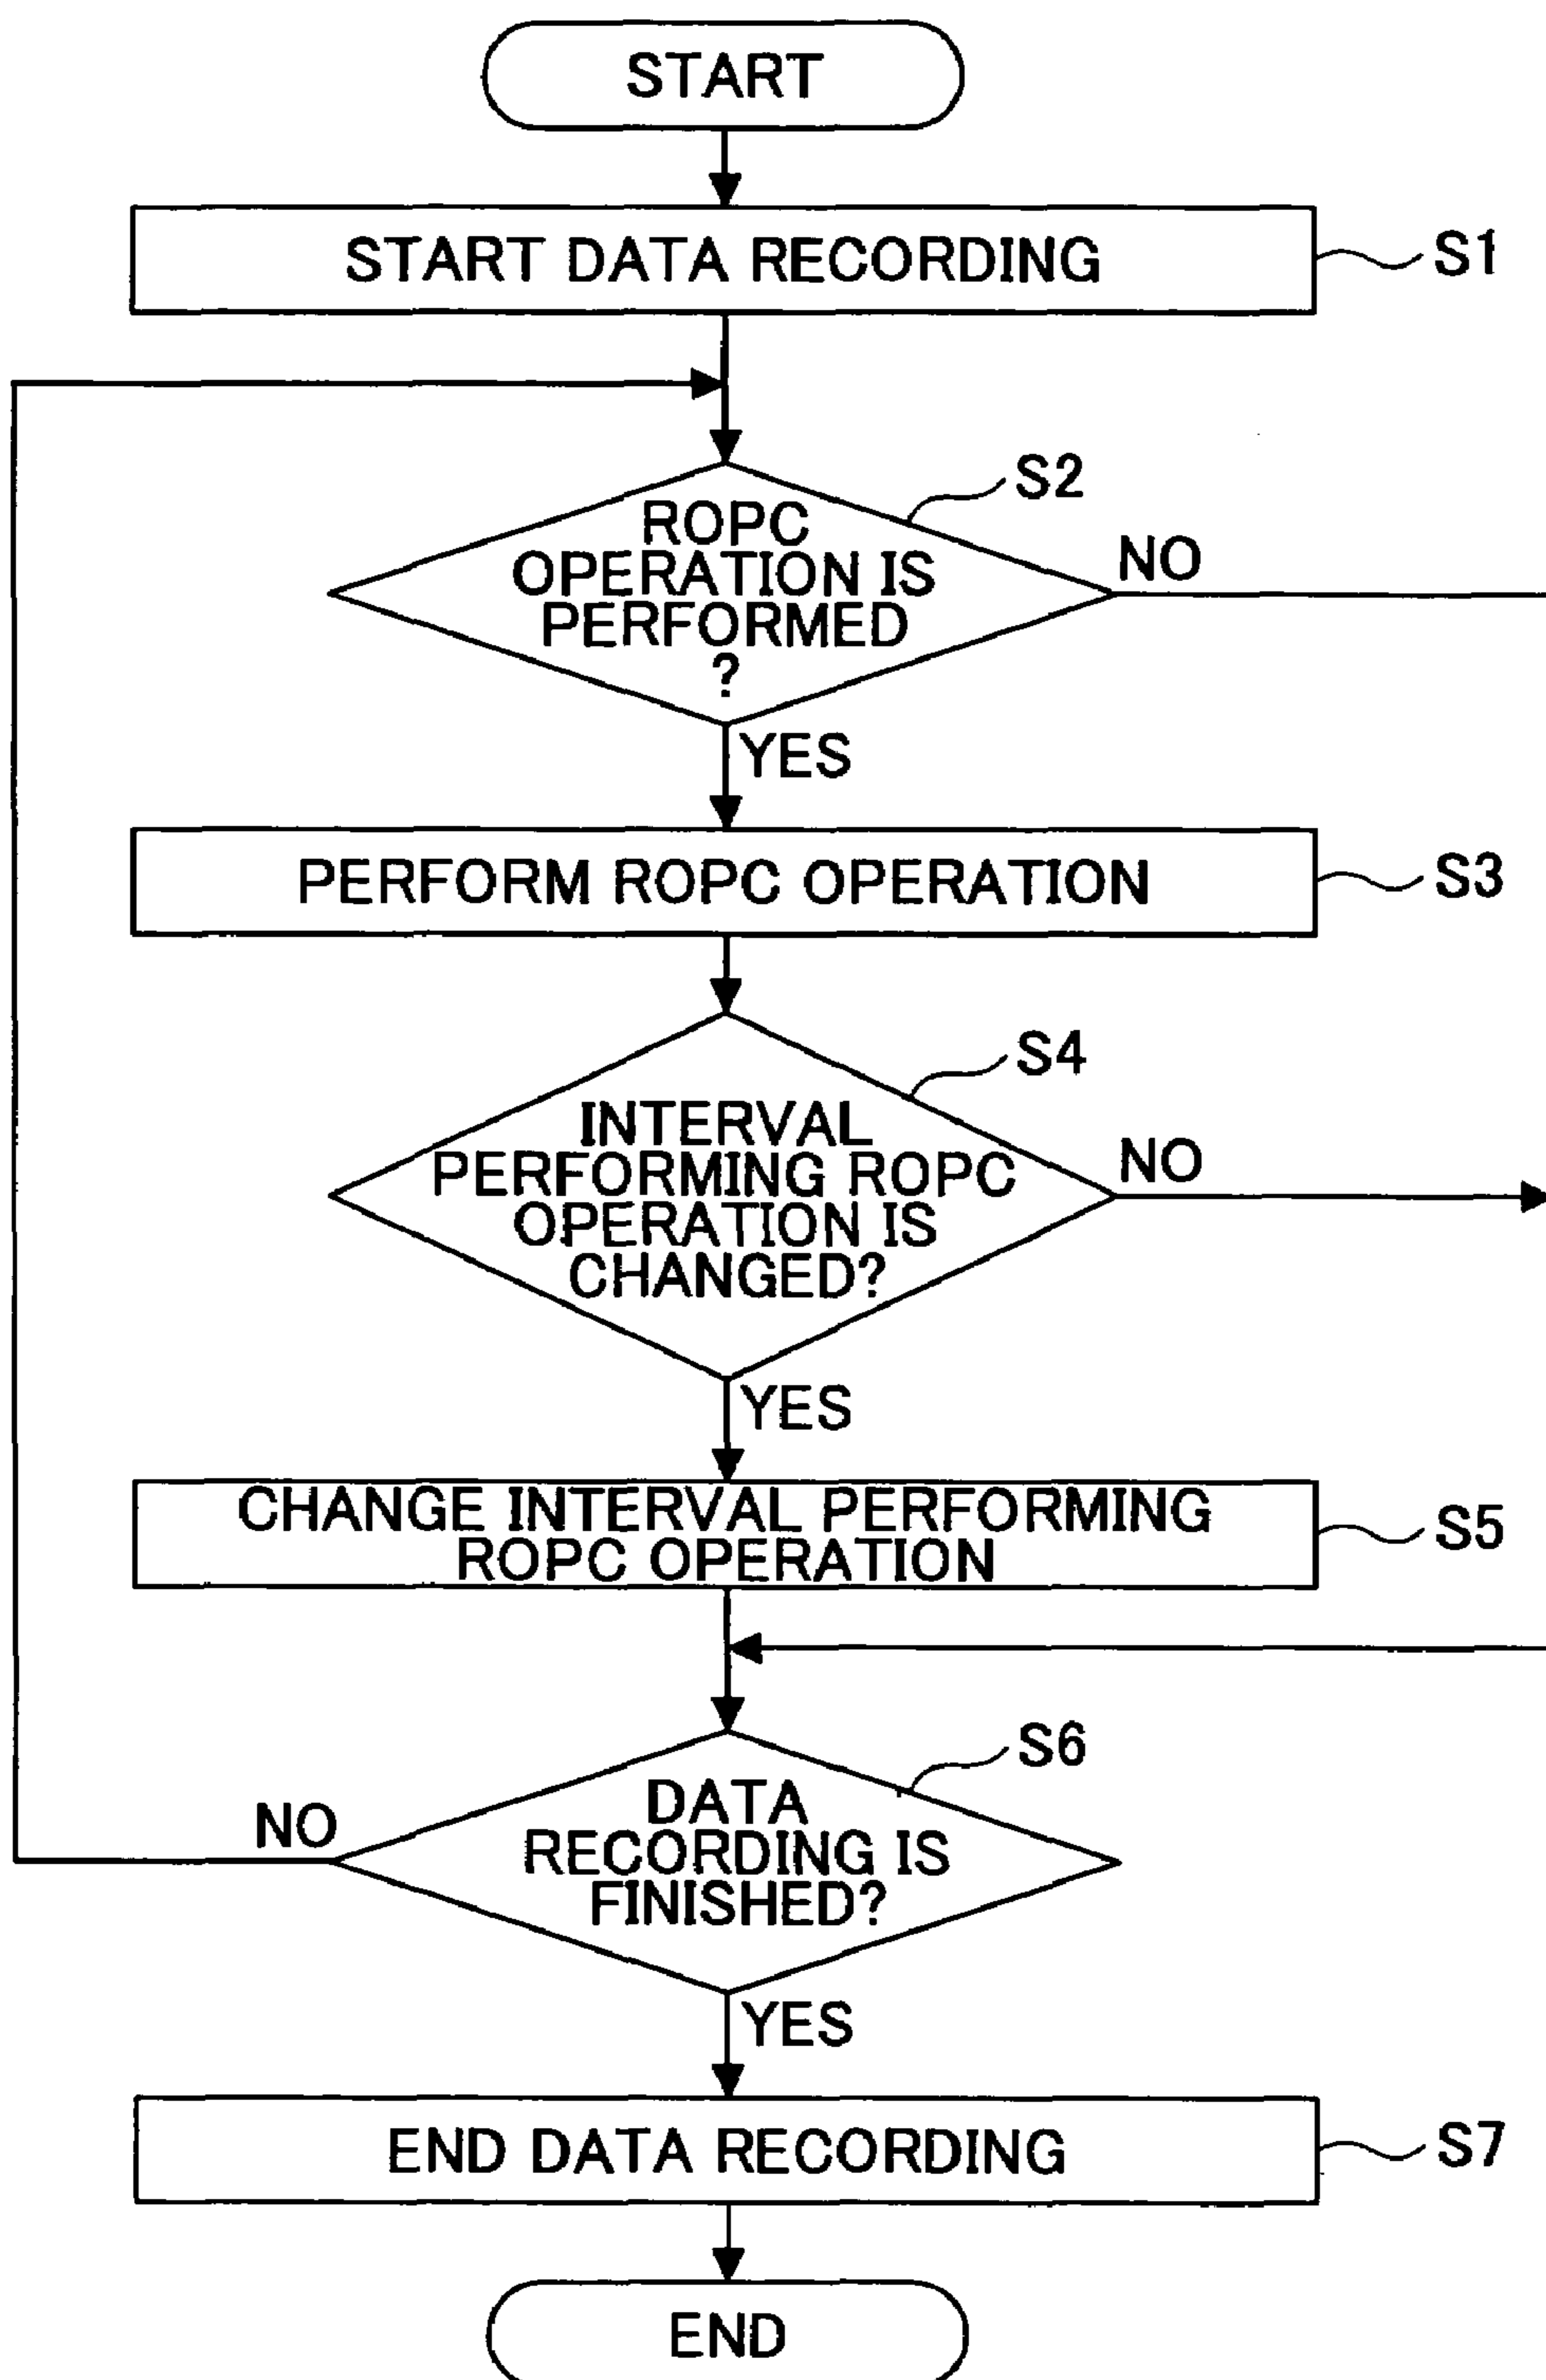 START
START DATA RECORDING
S1
S2
ROPC
OPERATION IS
PERFORMED
?
NO
YES
PERFORM ROPC OPERATION
S3
S4
INTERVAL
PERFORMING ROPC
OPERATION IS
CHANGED?
NO
YES
CHANGE INTERVAL PERFORMING
ROPC OPERATION
S5
S6
DATA
RECORDING IS
FINISHED?
NO
YES
END DATA RECORDING
S7
END